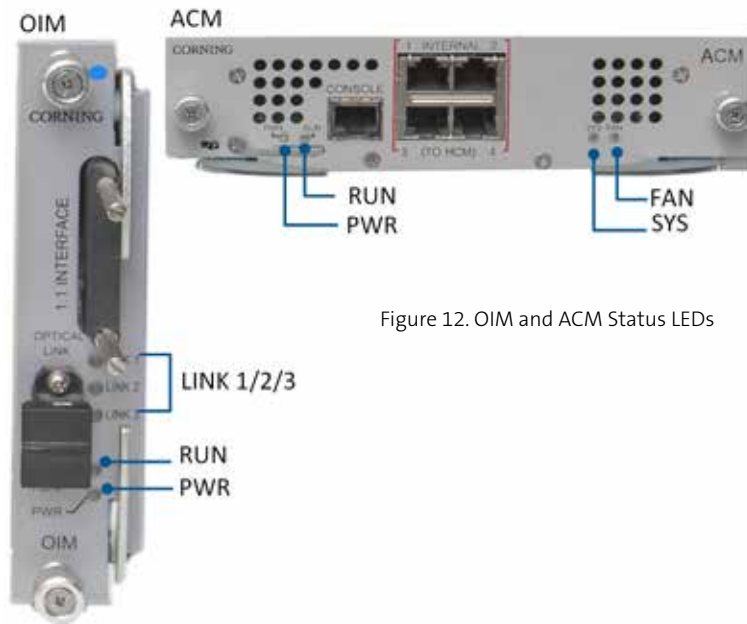 OIM
ACM
CORNING
1:1 INTERFACE
OPTICAL
LINK
LINK 2
LINK 1/2/3
RUN
PWR
PWR
OIM
CORNING
1 INTERNAL 2
CONSOLE
ACM
3 (TO HCM) 4
RUN
PWR
FAN
FAN
SYS
Figure 12. OIM and ACM Status LEDs